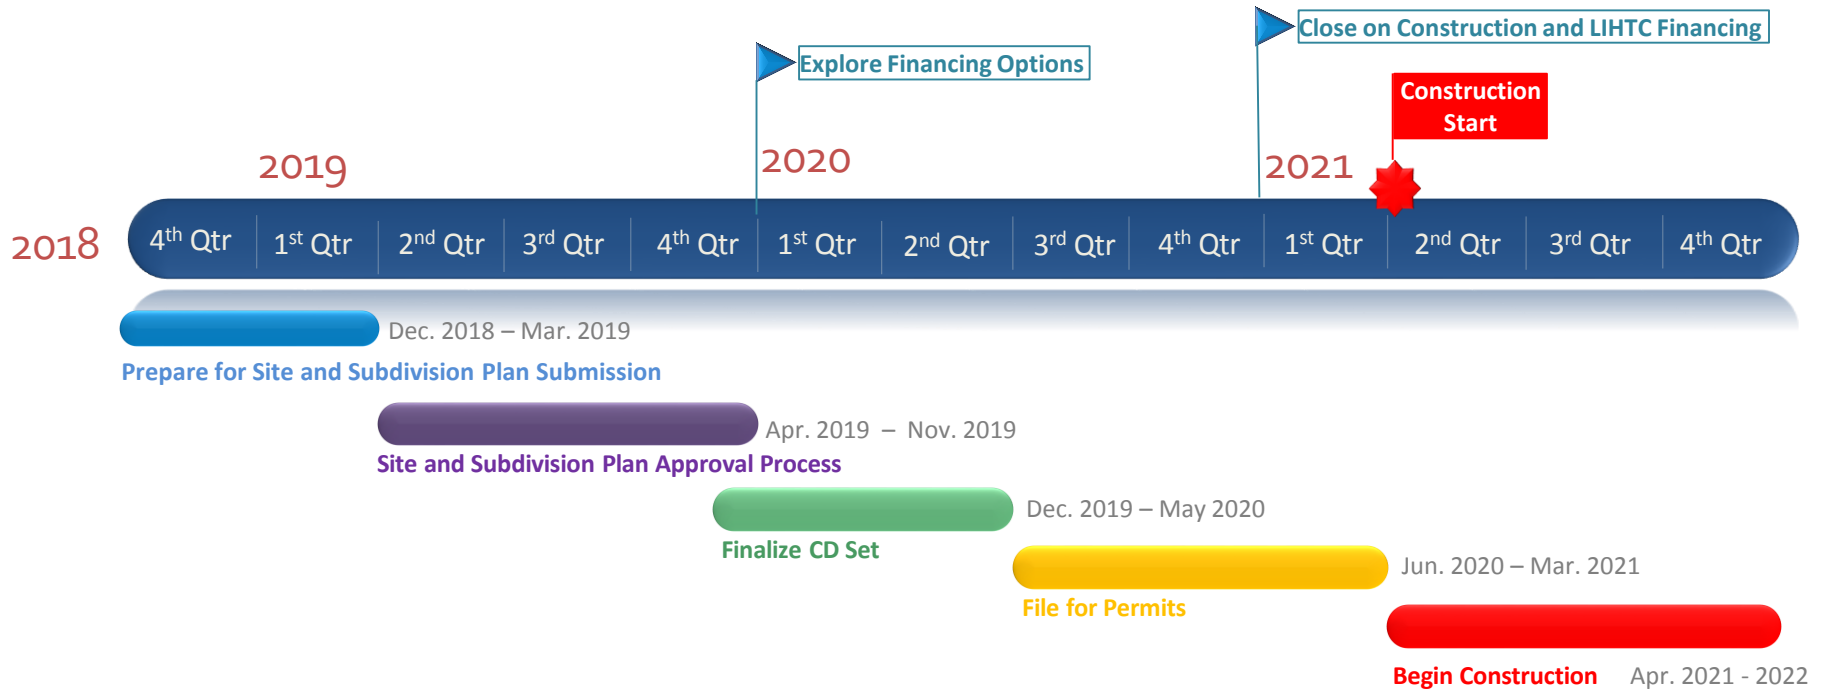 Close on Construction and LIHTC Financing
Explore Financing Options
Construction
Start
2019
2020
2021
2018
4th Qtr
1st Qtr
2nd Qtr
3rd Qtr
4th Qtr
1st Qtr
2nd Qtr
3rd Qtr
4th Qtr
1st Qtr
2nd Qtr
3rd Qtr
4th Qtr
Dec. 2018 – Mar. 2019
Prepare for Site and Subdivision Plan Submission
Apr. 2019 – Nov. 2019
Site and Subdivision Plan Approval Process
Dec. 2019 – May 2020
Finalize CD Set
Jun. 2020 – Mar. 2021
File for Permits
Begin Construction Apr. 2021 - 2022